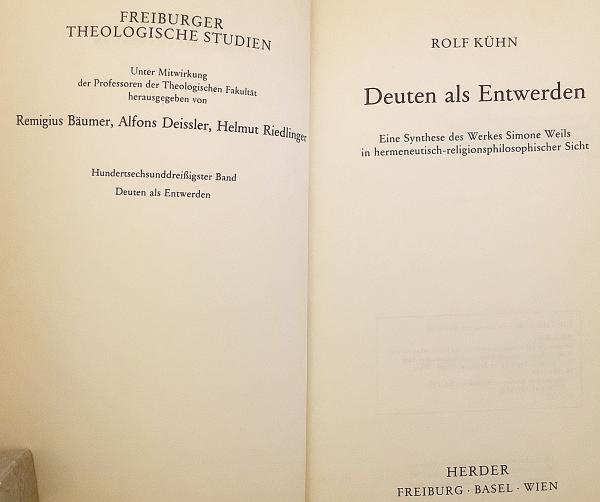 FREIBURGER
THEOLOGISCHE STUDIEN
Unter Mitwirkung
der Professoren der Theologischen Fakultät
herausgegeben von
Remigius Bäumer, Alfons Deissler, Helmut Riedlinger
Hundertsechsunddreißigster Band
Deuten als Entwerden
ROLF KÜHN
Deuten als Entwerden
Eine Synthese des Werkes Simone Weils
in hermeneutisch-religionsphilosophischer Sicht
HERDER
FREIBURG · BASEL · WIEN